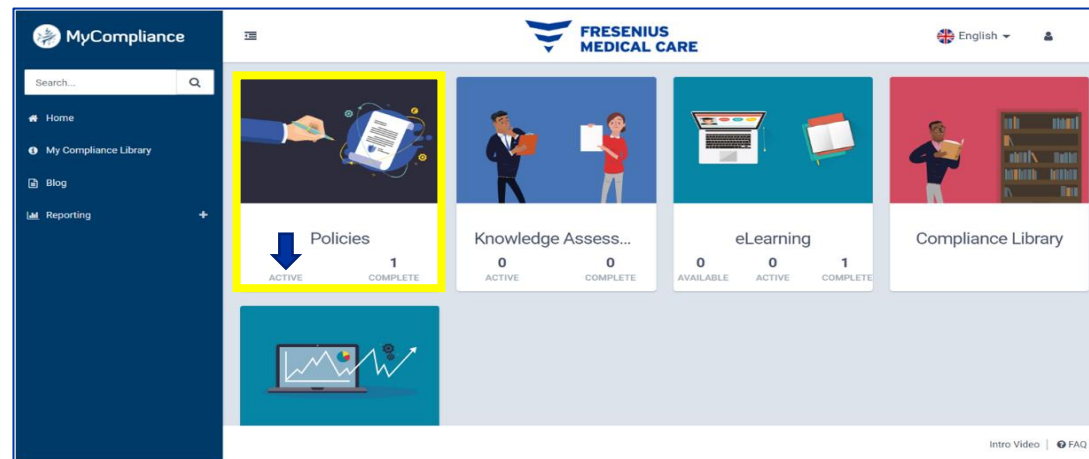 MyCompliance
FRESENIUS
MEDICAL CARE
English
Search...
Home
My Compliance Library
Blog
Reporting
Policies
1
ACTIVE COMPLETE
Knowledge Assess...
0 0
ACTIVE COMPLETE
eLearning
0 0 1
AVAILABLE ACTIVE COMPLETE
Compliance Library
Intro Video | FAQ